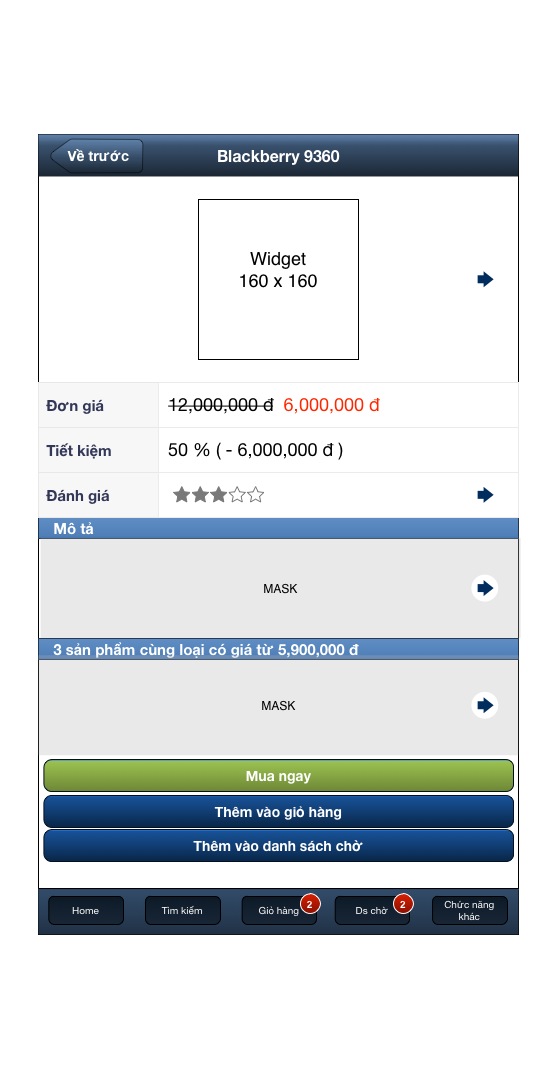 Về trước
Blackberry 9360
Widget
160 x 160
Đơn giá 12,000,000 đ 6,000,000 đ
Tiết kiệm 50 % ( - 6,000,000 đ )
Đánh giá
Mô tả
MASK
3 sản phẩm cùng loại có giá từ 5,900,000 đ
MASK
Mua ngay
Thêm vào giỏ hàng
Thêm vào danh sách chờ
Home Tìm kiếm Giỏ hàng 2 Ds chờ 2 Chức năng
khác